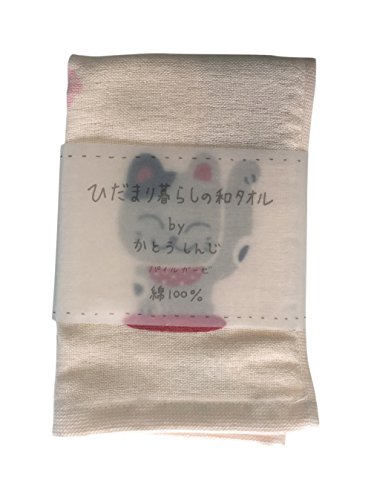 ひだまり暮らしの和タオル
by
かとうしんじ
パイルガーゼ
綿100%